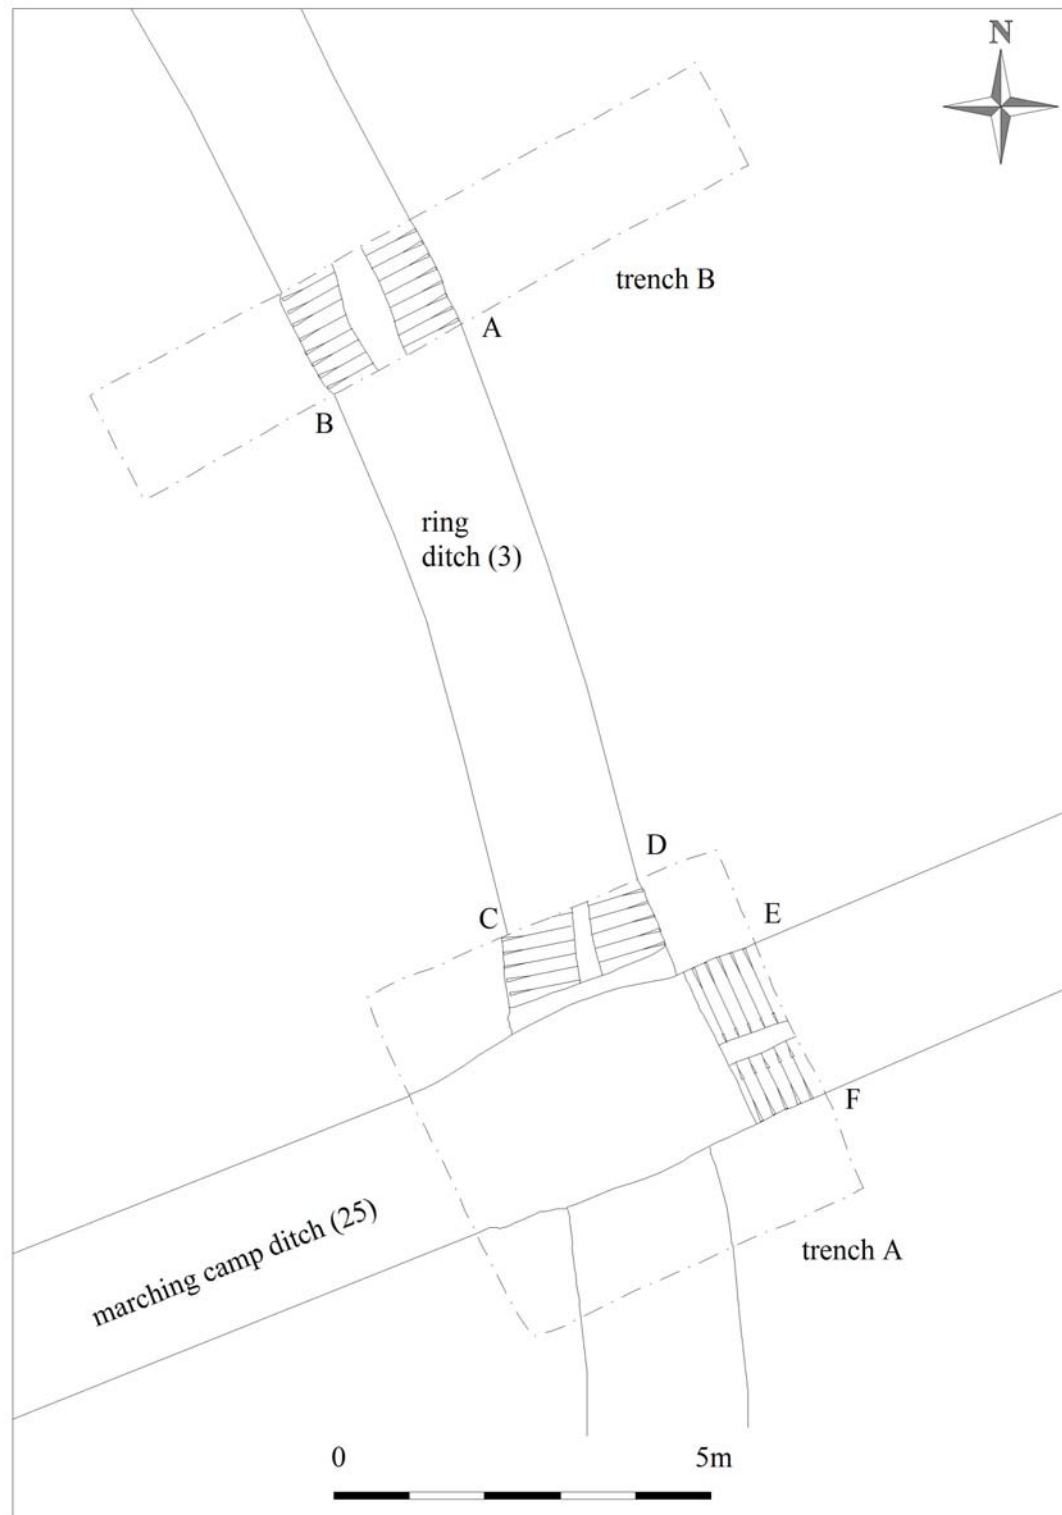 N
trench B
A
B
ring
ditch (3)
D
C
E
F
marching camp ditch (25)
trench A
0
5m